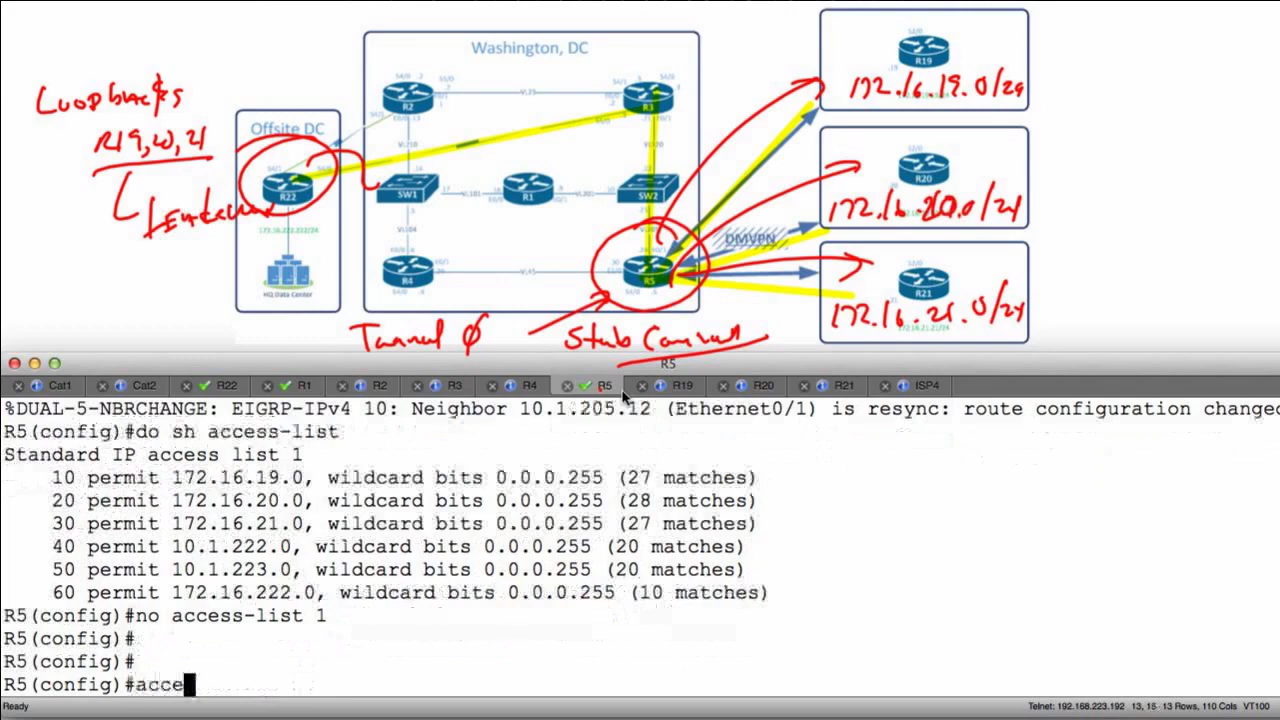 Washington, DC
Loopbacks
R19,20,21
Offsite DC
R2
R3
R19
172.16.19.0/24
R22
SW1
R1
SW2
R20
172.16.20.0/24
172.16.222.222/24
HQ Data Center
R4
R5
DMVPN
R21
172.16.21.0/24
172.16.21.21/24
Tunnel 0
Stub
R5
Cat1 Cat2 R22 R1 R2 R3 R4 R5 R19 R20 R21 ISP4
%DUAL-5-NBRCHANGE: EIGRP-IPv4 10: Neighbor 10.1.205.12 (Ethernet0/1) is resync: route configuration changed
R5(config)#do sh access-list
Standard IP access list 1
10 permit 172.16.19.0, wildcard bits 0.0.0.255 (27 matches)
20 permit 172.16.20.0, wildcard bits 0.0.0.255 (28 matches)
30 permit 172.16.21.0, wildcard bits 0.0.0.255 (27 matches)
40 permit 10.1.222.0, wildcard bits 0.0.0.255 (20 matches)
50 permit 10.1.223.0, wildcard bits 0.0.0.255 (20 matches)
60 permit 172.16.222.0, wildcard bits 0.0.0.255 (10 matches)
R5(config)#no access-list 1
R5(config)#
R5(config)#
R5(config)#acce
Ready
Telnet: 192.168.223.192 13, 15 13 Rows, 110 Cols VT100